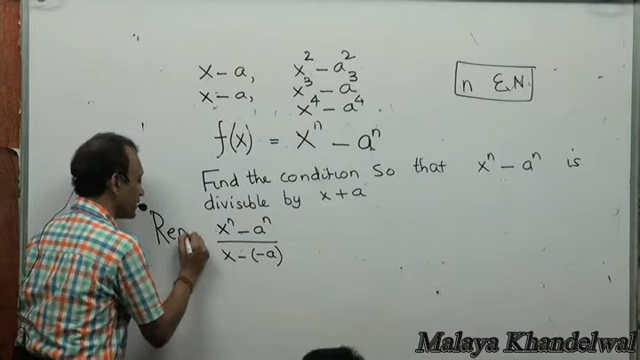 x - a, x² - a²
x - a, x³ - a³
x⁴ - a⁴
n ∈ N
f(x) = xⁿ - aⁿ
Find the condition So that xⁿ - aⁿ is
divisible by x + a
Rem
xⁿ - aⁿ
x - (-a)
Malaya Khandelwal